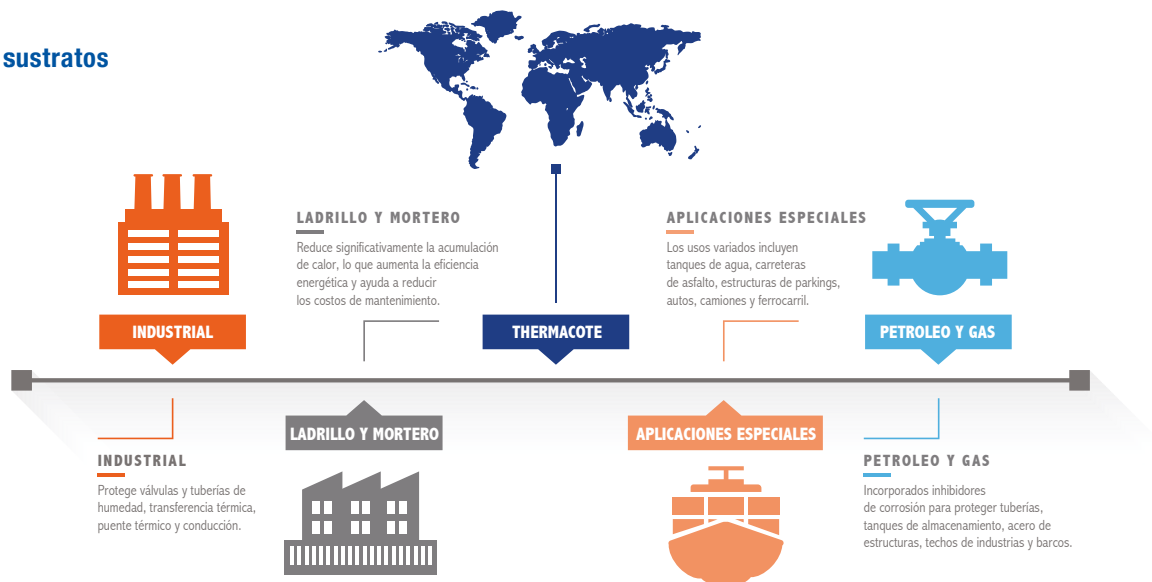 sustratos
LADRILLO Y MORTERO
Reduce significativamente la acumulación
de calor, lo que aumenta la eficiencia
energética y ayuda a reducir
los costos de mantenimiento.
APLICACIONES ESPECIALES
Los usos variados incluyen
tanques de agua, carreteras
de asfalto, estructuras de parkings,
autos, camiones y ferrocarril.
INDUSTRIAL
THERMACOTE
PETROLEO Y GAS
LADRILLO Y MORTERO
APLICACIONES ESPECIALES
INDUSTRIAL
Protege válvulas y tuberías de
humedad, transferencia térmica,
puente térmico y conducción.
PETROLEO Y GAS
Incorporados inhibidores
de corrosión para proteger tuberías,
tanques de almacenamiento, acero de
estructuras, techos de industrias y barcos.